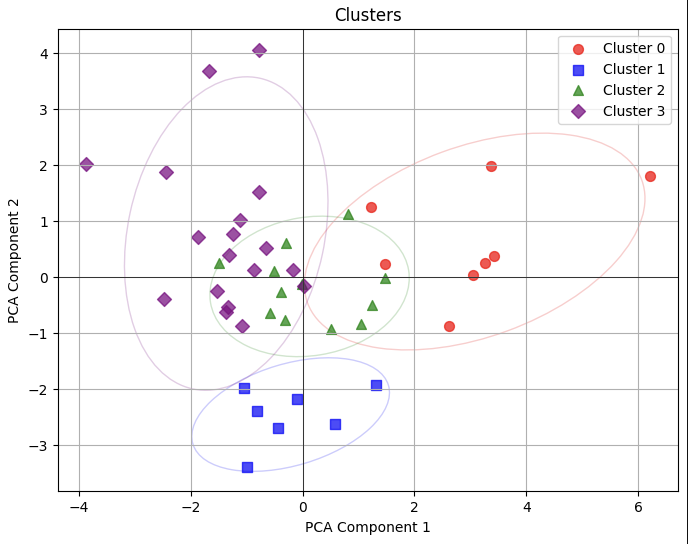 Clusters
Cluster 0
Cluster 1
Cluster 2
Cluster 3
PCA Component 2
4
3
2
1
0
−1
−2
−3
−4 −2 0 2 4 6
PCA Component 1